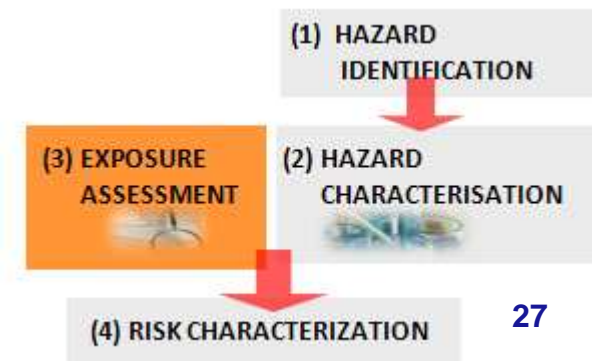 (1) HAZARD
IDENTIFICATION
(3) EXPOSURE
ASSESSMENT
(2) HAZARD
CHARACTERISATION
(4) RISK CHARACTERIZATION
27